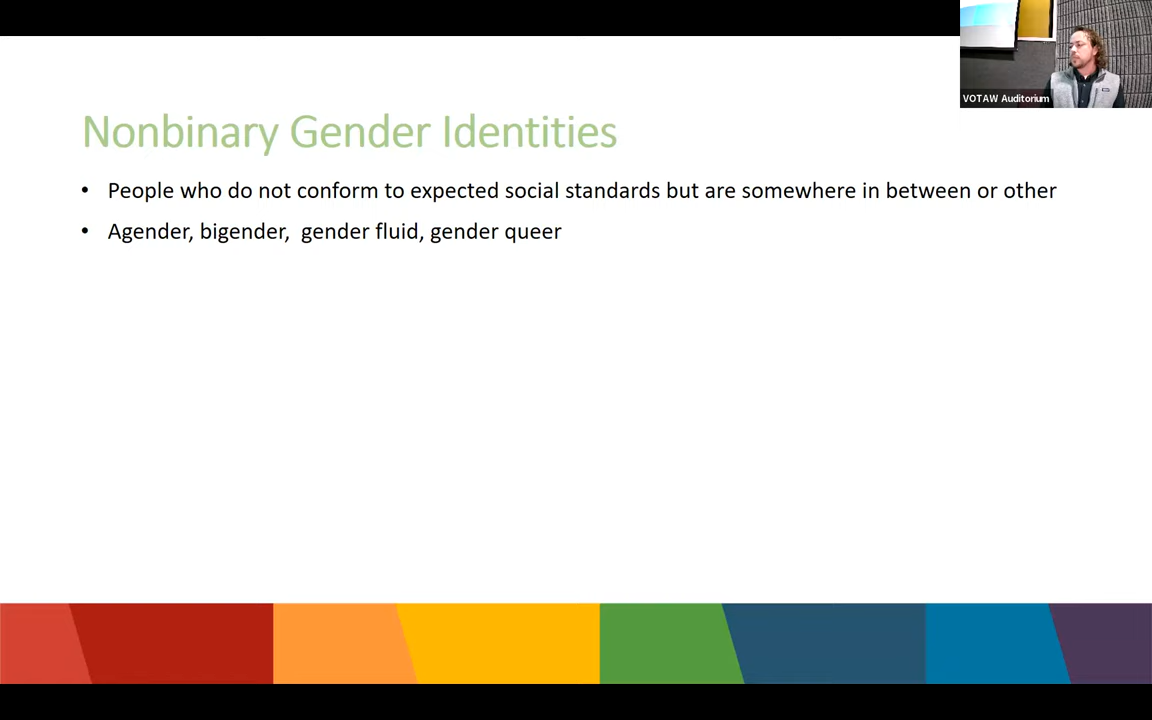 VOTAW Auditorium
Nonbinary Gender Identities
• People who do not conform to expected social standards but are somewhere in between or other
• Agender, bigender,  gender fluid, gender queer